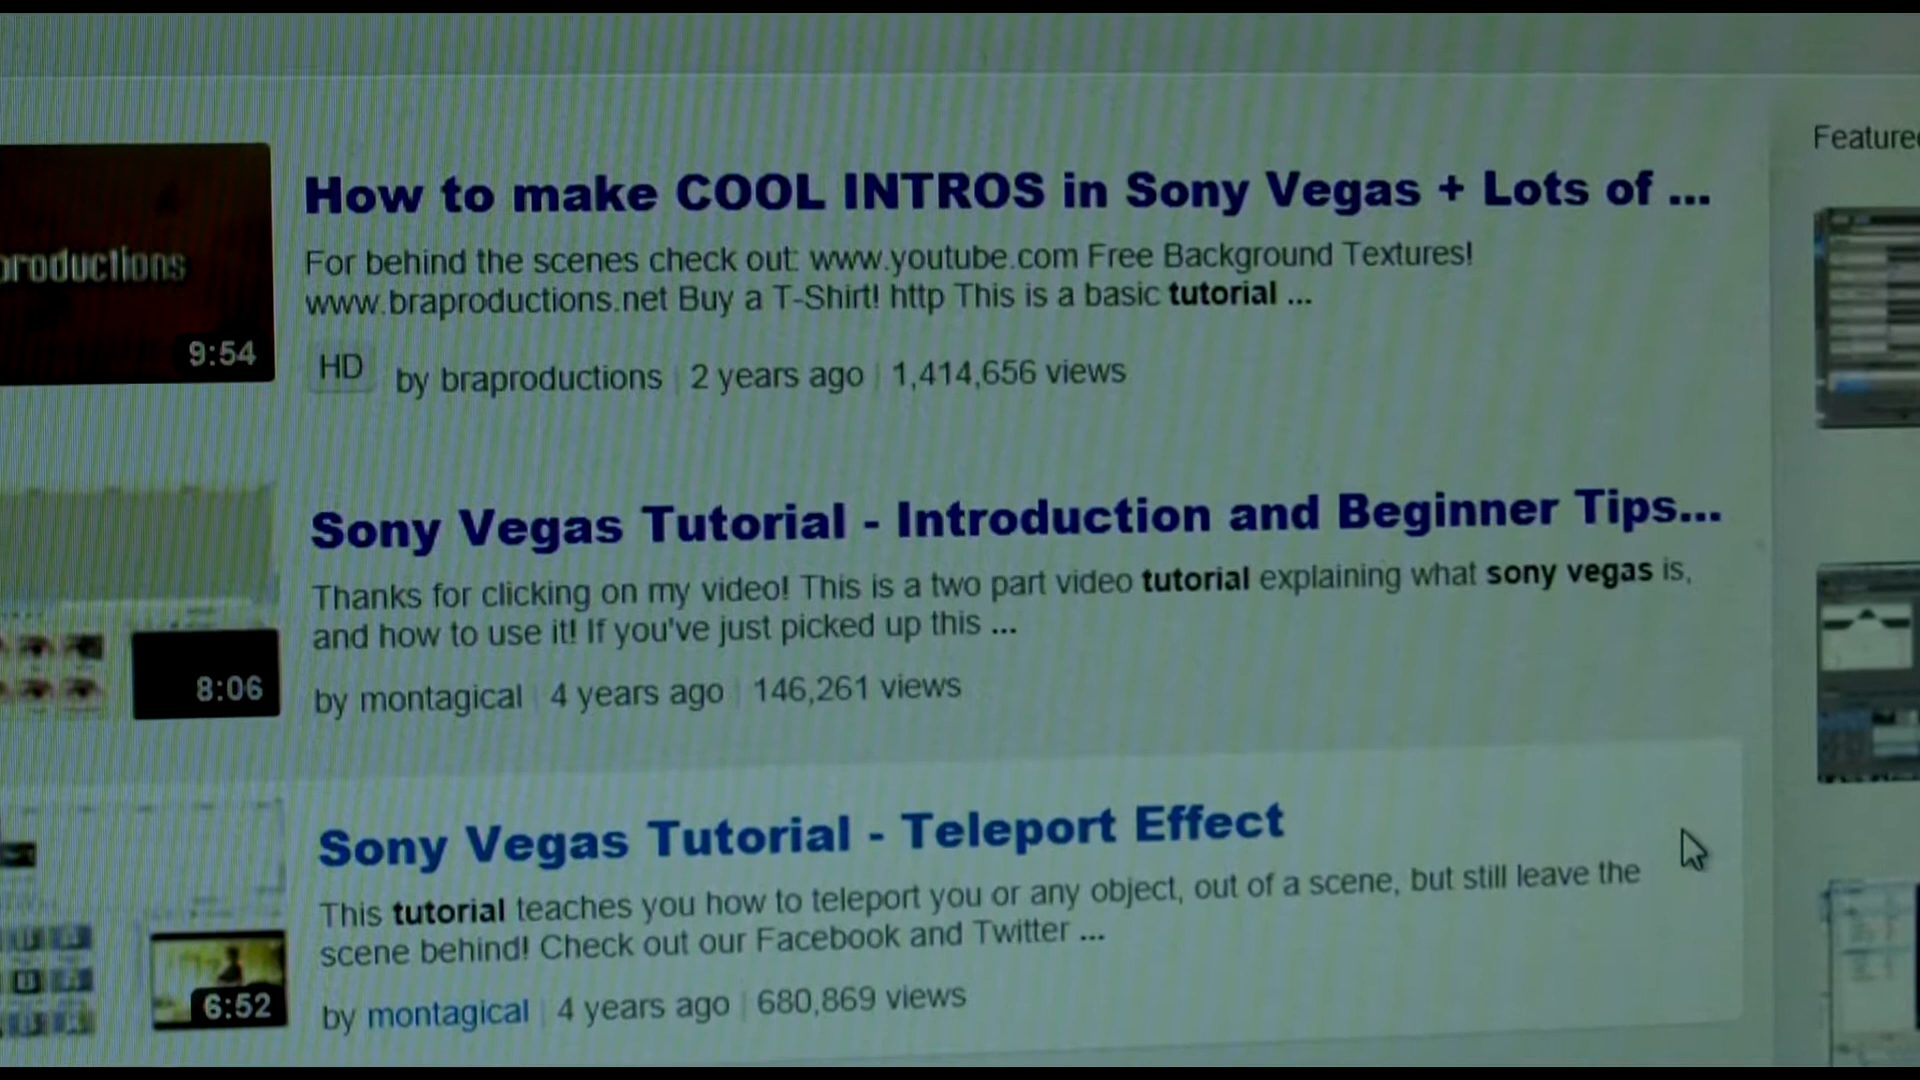 Feature
How to make COOL INTROS in Sony Vegas + Lots of ...
For behind the scenes check out: www.youtube.com Free Background Textures!
www.braproductions.net Buy a T-Shirt! http This is a basic tutorial ...
productions
9:54
HD by braproductions 2 years ago 1,414,656 views
Sony Vegas Tutorial - Introduction and Beginner Tips...
Thanks for clicking on my video! This is a two part video tutorial explaining what sony vegas is,
and how to use it! If you've just picked up this ...
8:06
by montagical 4 years ago 146,261 views
Sony Vegas Tutorial - Teleport Effect
This tutorial teaches you how to teleport you or any object, out of a scene, but still leave the
scene behind! Check out our Facebook and Twitter ...
6:52
by montagical 4 years ago 680,869 views